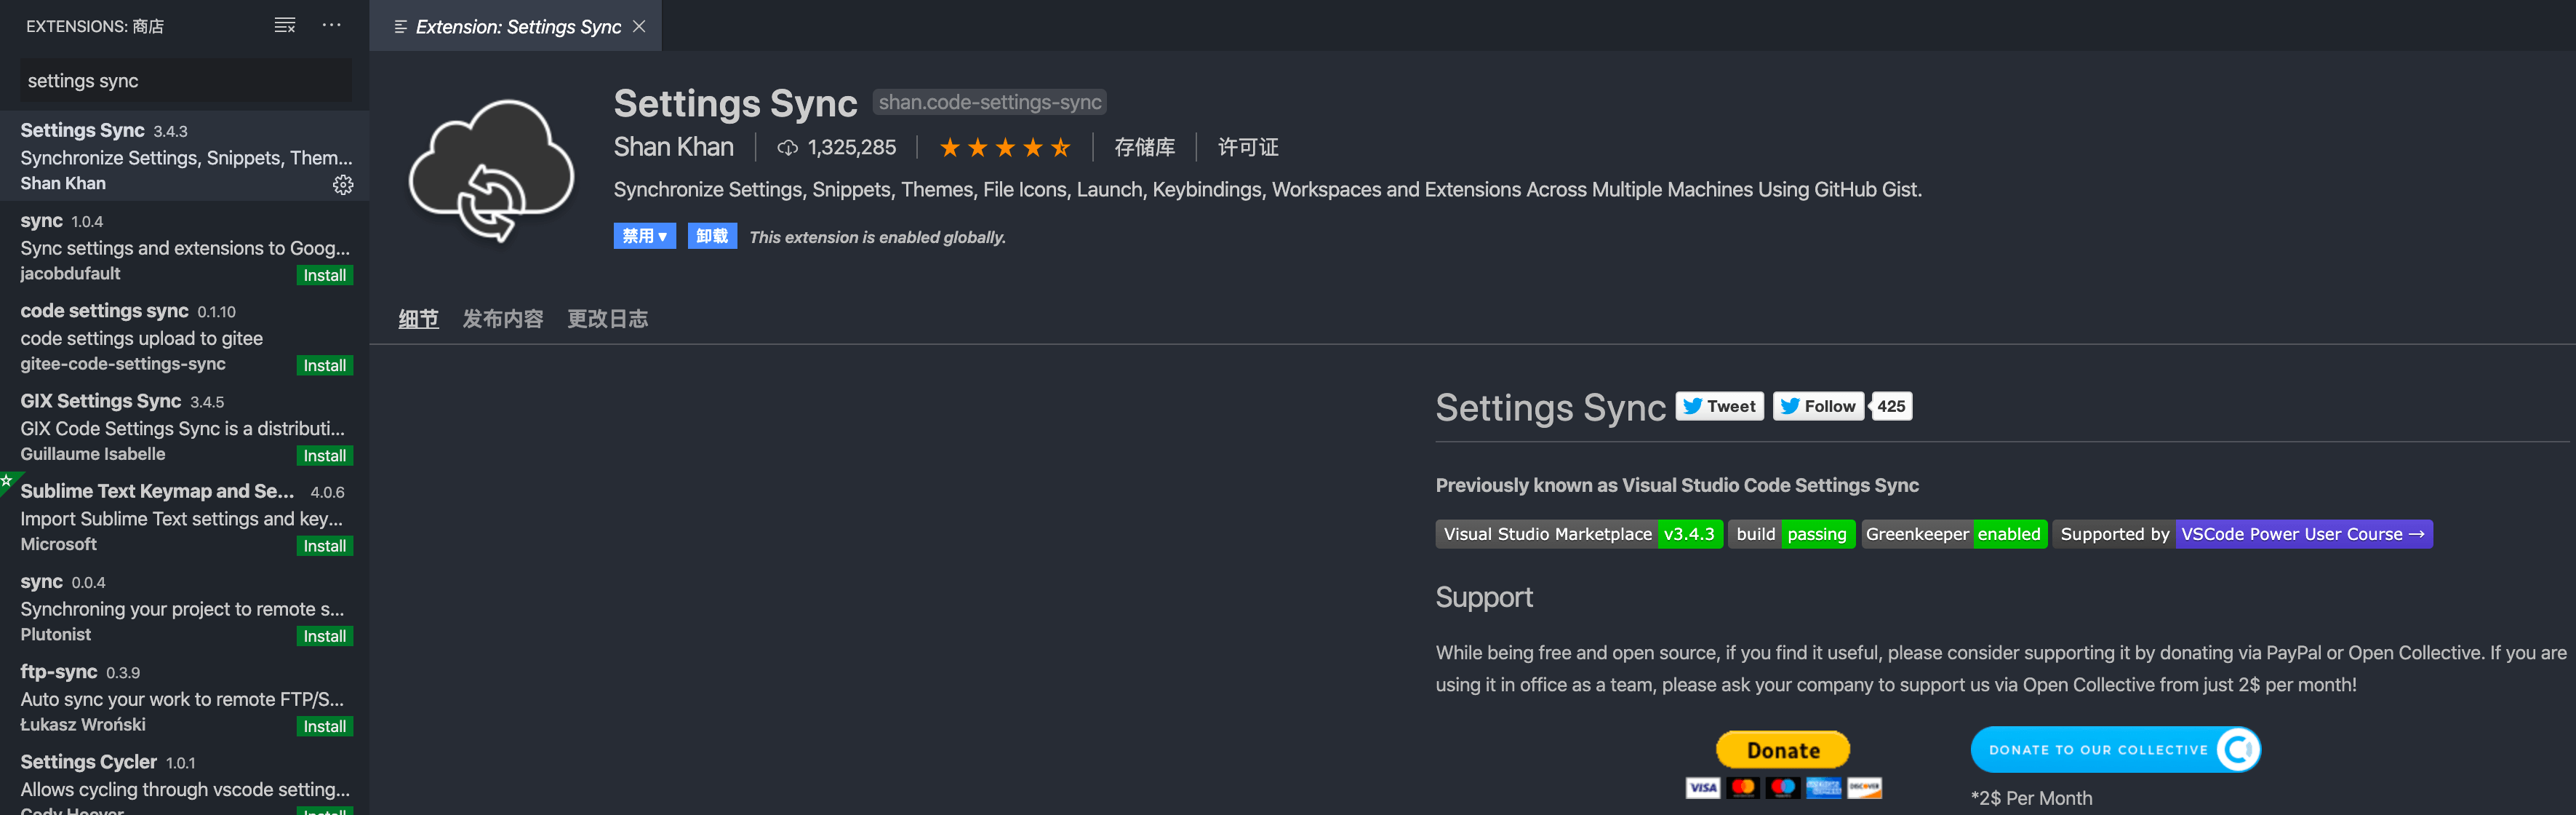 EXTENSIONS: 商店
settings sync
Settings Sync 3.4.3
Synchronize Settings, Snippets, Them...
Shan Khan
sync 1.0.4
Sync settings and extensions to Goog...
jacobdufault Install
code settings sync 0.1.10
code settings upload to gitee
gitee-code-settings-sync Install
GIX Settings Sync 3.4.5
GIX Code Settings Sync is a distributi...
Guillaume Isabelle Install
Sublime Text Keymap and Se... 4.0.6
Import Sublime Text settings and key...
Microsoft Install
sync 0.0.4
Synchroning your project to remote s...
Plutonist Install
ftp-sync 0.3.9
Auto sync your work to remote FTP/S...
Łukasz Wroński Install
Settings Cycler 1.0.1
Allows cycling through vscode setting...
Cody Hoover Install
Extension: Settings Sync
Settings Sync shan.code-settings-sync
Shan Khan 1,325,285 存储库 许可证
Synchronize Settings, Snippets, Themes, File Icons, Launch, Keybindings, Workspaces and Extensions Across Multiple Machines Using GitHub Gist.
禁用 ▾ 卸载 This extension is enabled globally.
细节 发布内容 更改日志
Settings Sync Tweet Follow 425
Previously known as Visual Studio Code Settings Sync
Visual Studio Marketplace v3.4.3 build passing Greenkeeper enabled Supported by VSCode Power User Course →
Support
While being free and open source, if you find it useful, please consider supporting it by donating via PayPal or Open Collective. If you are
using it in office as a team, please ask your company to support us via Open Collective from just 2$ per month!
Donate DONATE TO OUR COLLECTIVE
VISA DISCOVER
*2$ Per Month